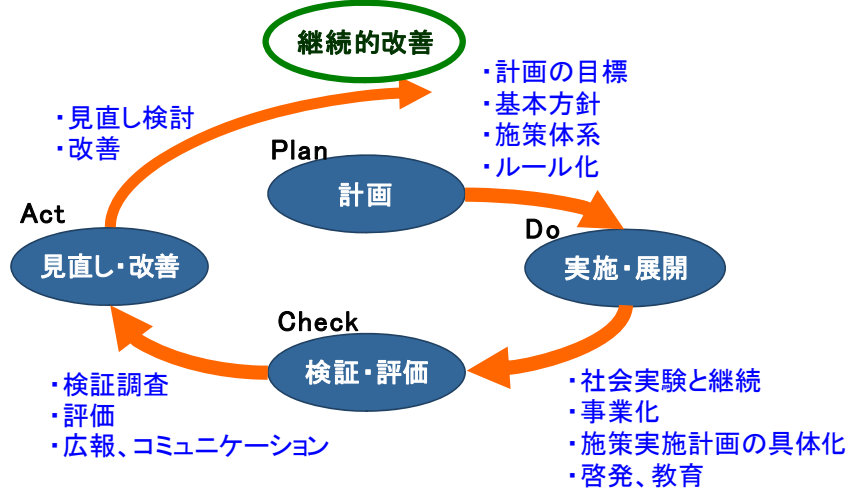 継続的改善
・計画の目標
・基本方針
・施策体系
・ルール化
・見直し検討
・改善
Plan
計画
Act
見直し・改善
Do
実施・展開
Check
検証・評価
・検証調査
・評価
・広報、コミュニケーション
・社会実験と継続
・事業化
・施策実施計画の具体化
・啓発、教育